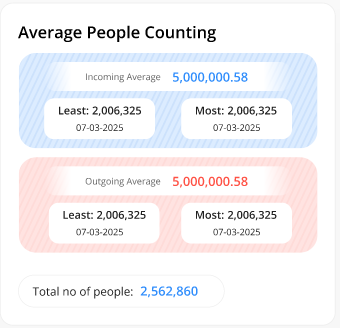 Average People Counting
Incoming Average 5,000,000.58
Least: 2,006,325 Most: 2,006,325
07-03-2025 07-03-2025
Outgoing Average 5,000,000.58
Least: 2,006,325 Most: 2,006,325
07-03-2025 07-03-2025
Total no of people: 2,562,860